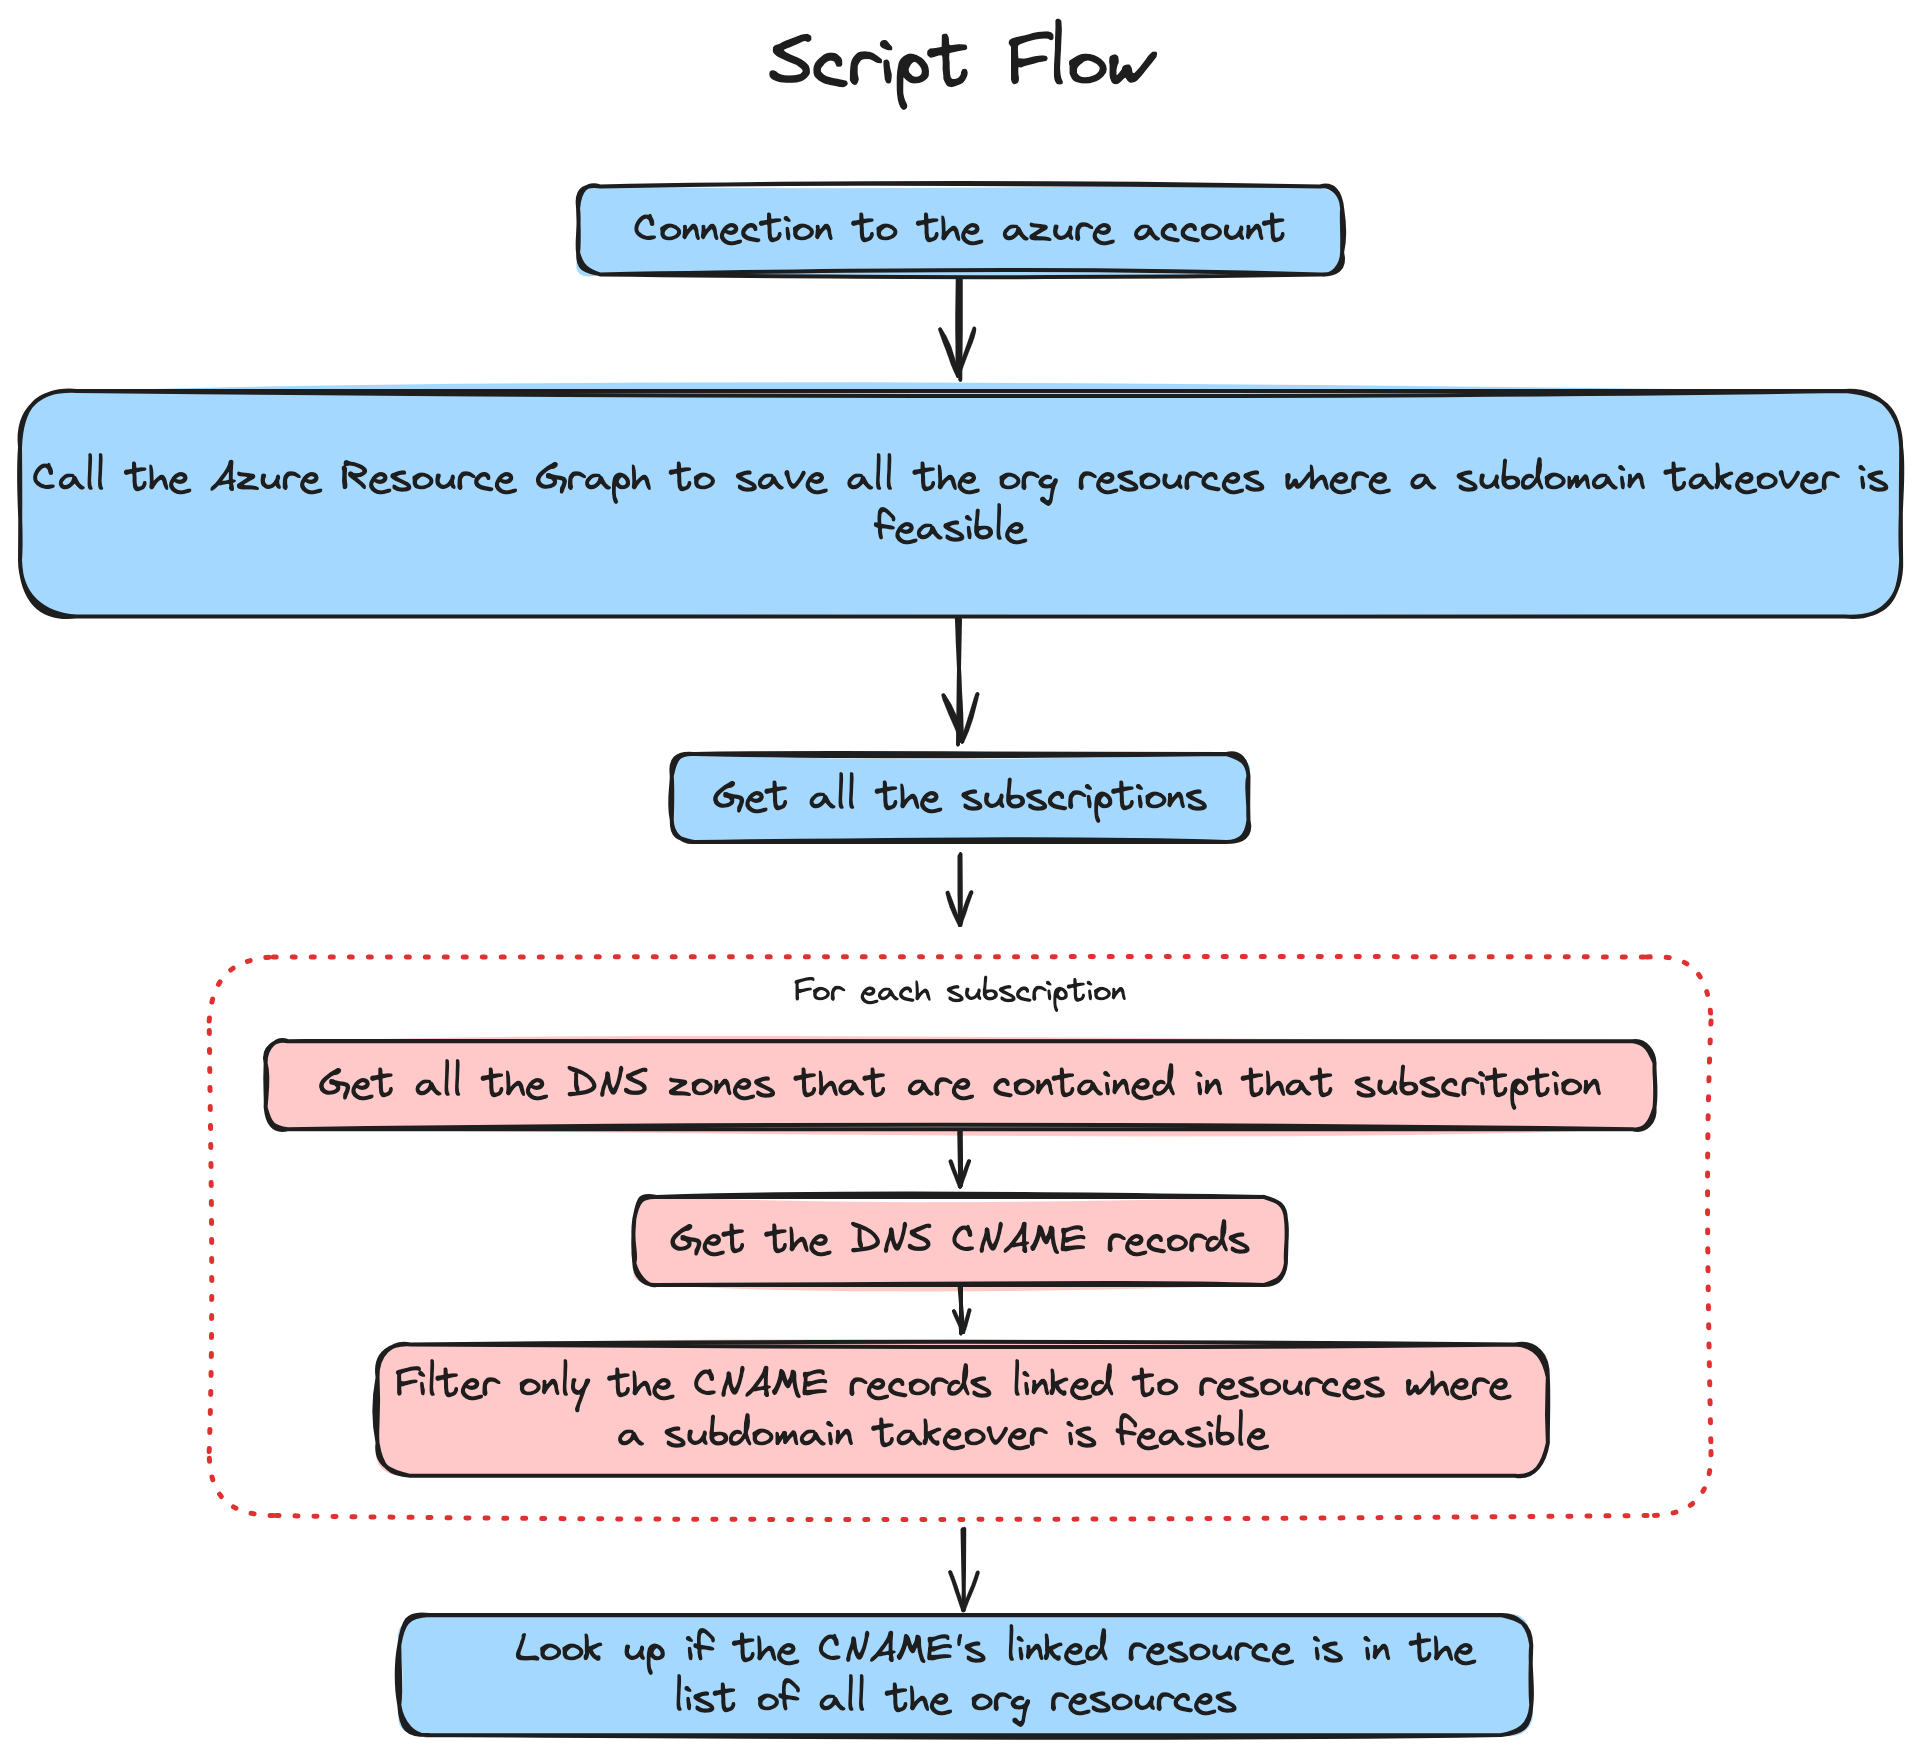 Script Flow
Connection to the azure account
Call the Azure Resource Graph to save all the org resources where a subdomain takeover is
feasible
Get all the subscriptions
For each subscription
Get all the DNS zones that are contained in that subscritption
Get the DNS CNAME records
Filter only the CNAME records linked to resources where
a subdomain takeover is feasible
Look up if the CNAME's linked resource is in the
list of all the org resources